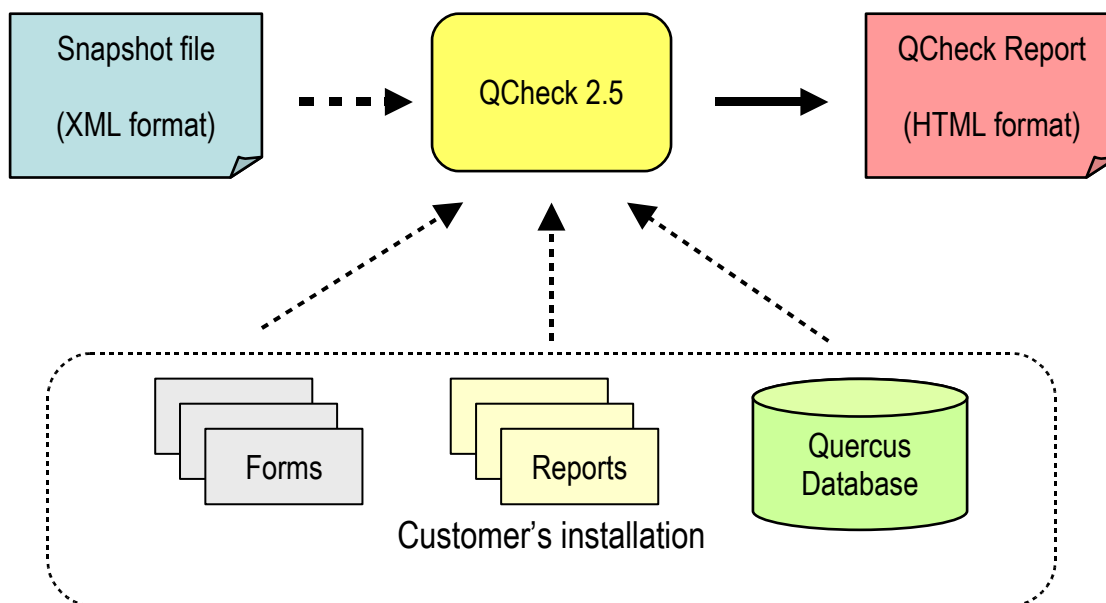 Snapshot file
(XML format)
QCheck 2.5
QCheck Report
(HTML format)
Forms
Reports
Quercus
Database
Customer’s installation